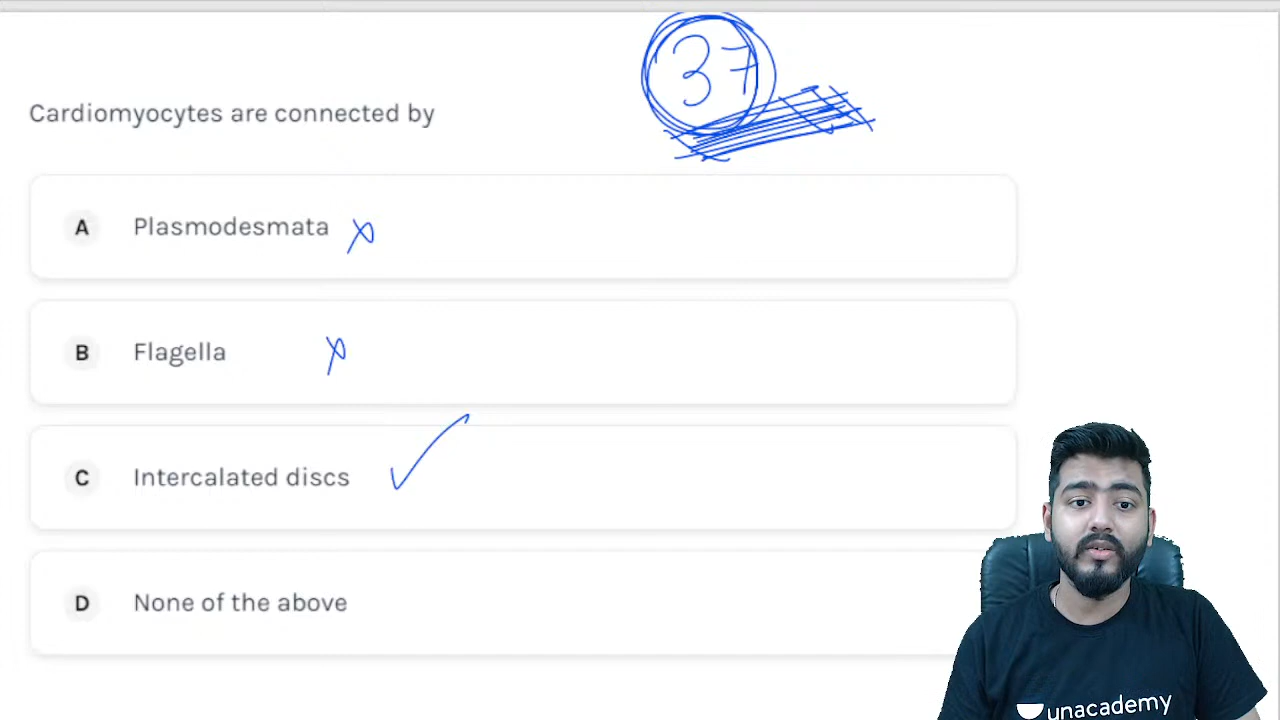 37
Cardiomyocytes are connected by
A Plasmodesmata
B Flagella
C Intercalated discs
D None of the above
unacademy